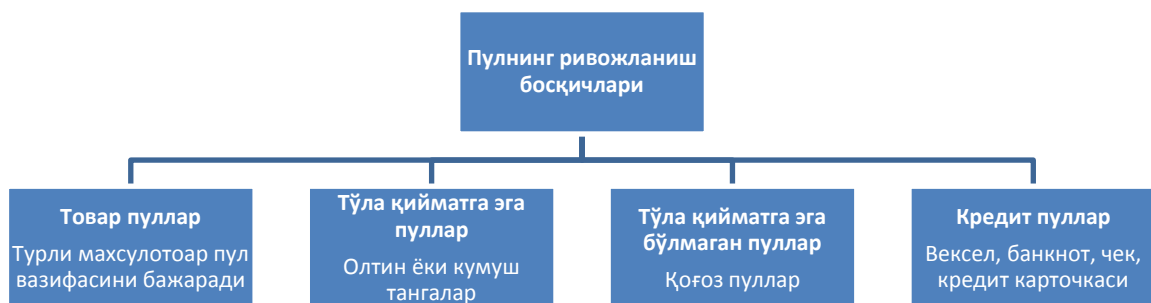 Пулнинг ривожланиш
босқичлари
Товар пуллар
Турли махсулотоар пул
вазифасини бажаради
Тўла қийматга эга
пуллар
Олтин ёки кумуш
тангалар
Тўла қийматга эга
бўлмаган пуллар
Қоғоз пуллар
Кредит пуллар
Вексел, банкнот, чек,
кредит карточкаси